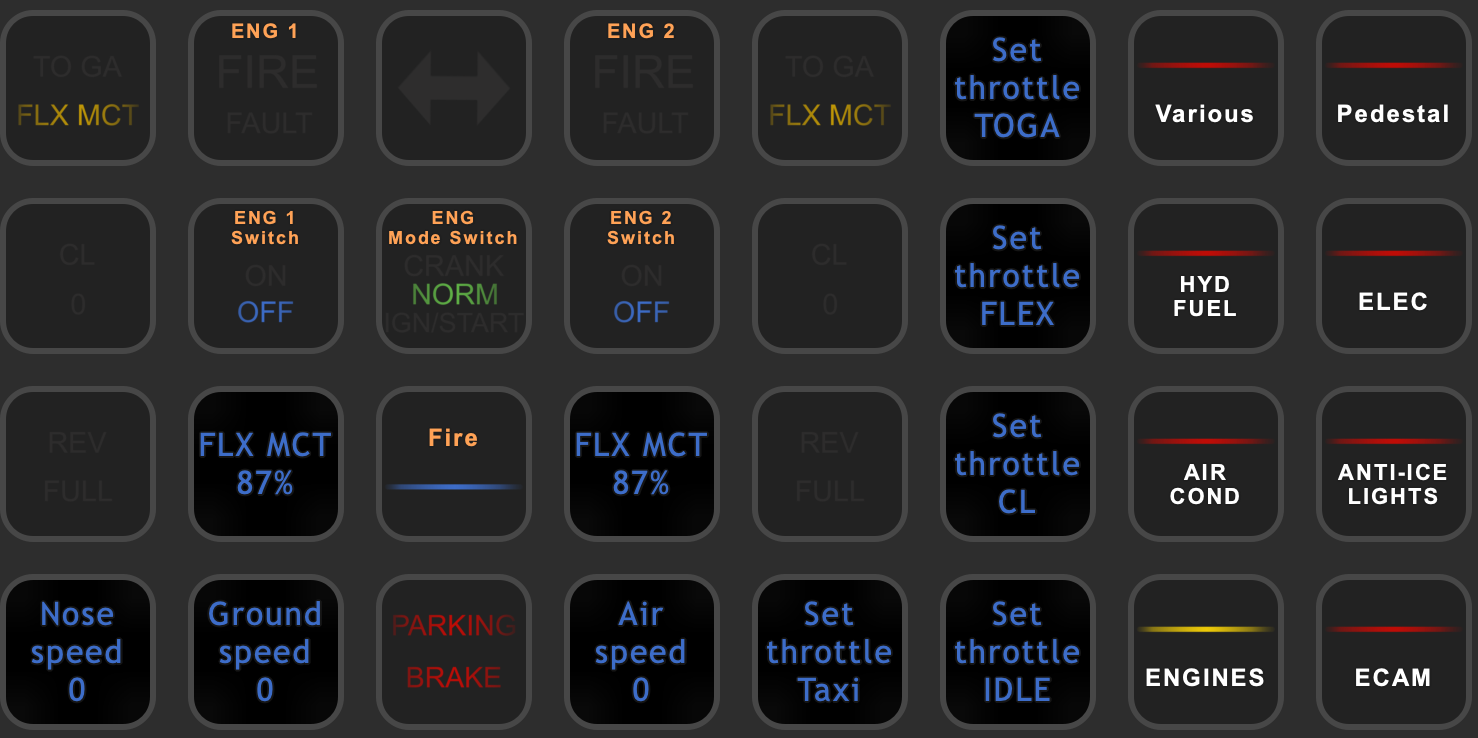 TO GA
FLX MCT
ENG 1
FIRE
FAULT
ENG 2
FIRE
FAULT
TO GA
FLX MCT
Set
throttle
TOGA
Various
Pedestal
CL
0
ENG 1
Switch
ON
OFF
ENG
Mode Switch
CRANK
NORM
IGN/START
ENG 2
Switch
ON
OFF
CL
0
Set
throttle
FLEX
HYD
FUEL
ELEC
REV
FULL
FLX MCT
87%
Fire
FLX MCT
87%
REV
FULL
Set
throttle
CL
AIR
COND
ANTI-ICE
LIGHTS
Nose
speed
0
Ground
speed
0
PARKING
BRAKE
Air
speed
0
Set
throttle
Taxi
Set
throttle
IDLE
ENGINES
ECAM